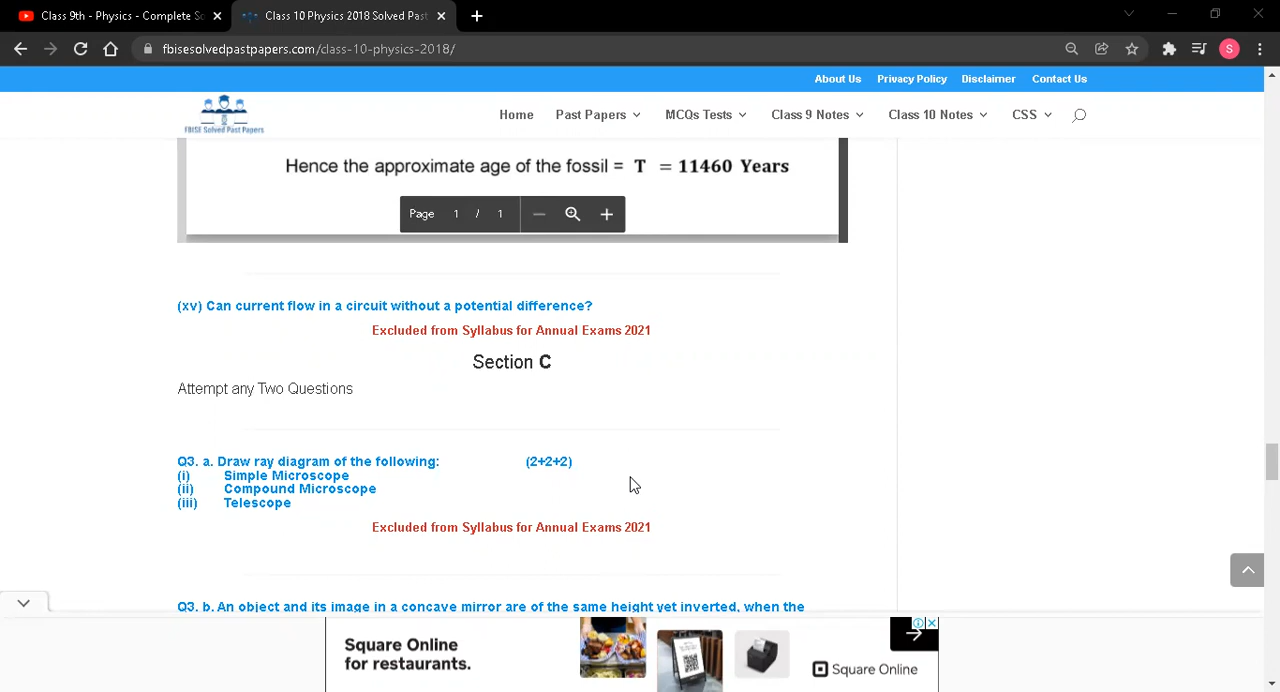 Class 9th - Physics - Complete So
Class 10 Physics 2018 Solved Past
fbisesolvedpastpapers.com/class-10-physics-2018/
S
About Us Privacy Policy Disclaimer Contact Us
FBISE Solved Past Papers
Home Past Papers MCQs Tests Class 9 Notes Class 10 Notes CSS
Hence the approximate age of the fossil = T = 11460 Years
Page 1 / 1
(xv) Can current flow in a circuit without a potential difference?
Excluded from Syllabus for Annual Exams 2021
Section C
Attempt any Two Questions
Q3. a. Draw ray diagram of the following: (2+2+2)
(i) Simple Microscope
(ii) Compound Microscope
(iii) Telescope
Excluded from Syllabus for Annual Exams 2021
Q3. b. An object and its image in a concave mirror are of the same height yet inverted, when the
Square Online
for restaurants.
Square Online